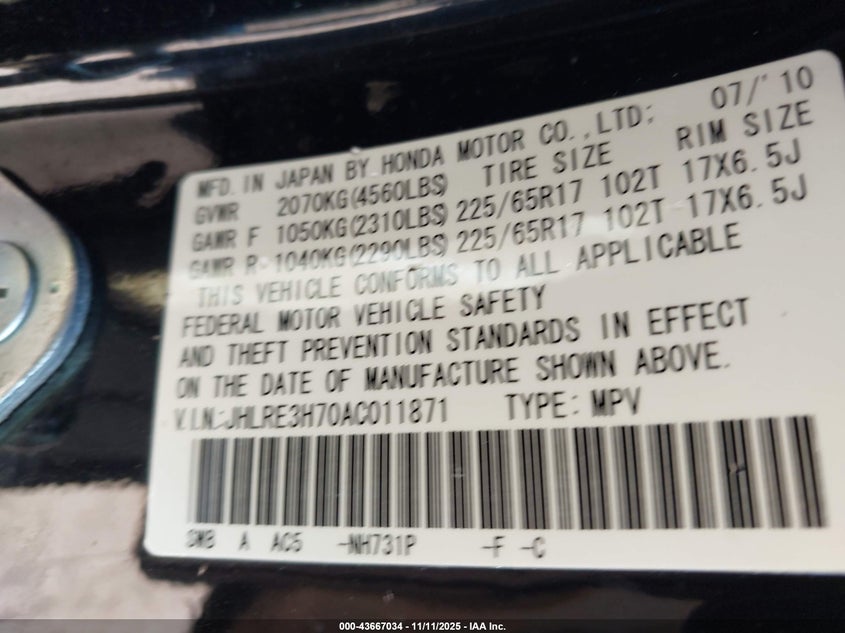 MFD. IN JAPAN BY HONDA MOTOR CO.,LTD; 07/'10
GVWR 2070KG(4560LBS) TIRE SIZE RIM SIZE
GAWR F 1050KG(2310LBS) 225/65R17 102T 17X6.5J
GAWR R 1040KG(2290LBS) 225/65R17 102T 17X6.5J
THIS VEHICLE CONFORMS TO ALL APPLICABLE
FEDERAL MOTOR VEHICLE SAFETY
AND THEFT PREVENTION STANDARDS IN EFFECT
ON THE DATE OF MANUFACTURE SHOWN ABOVE.
V.I.N.:JHLRE3H70AC011871 TYPE: MPV
SWB A AC5 -NH731P -F -C
000-43667034 - 11/11/2025 - IAA Inc.